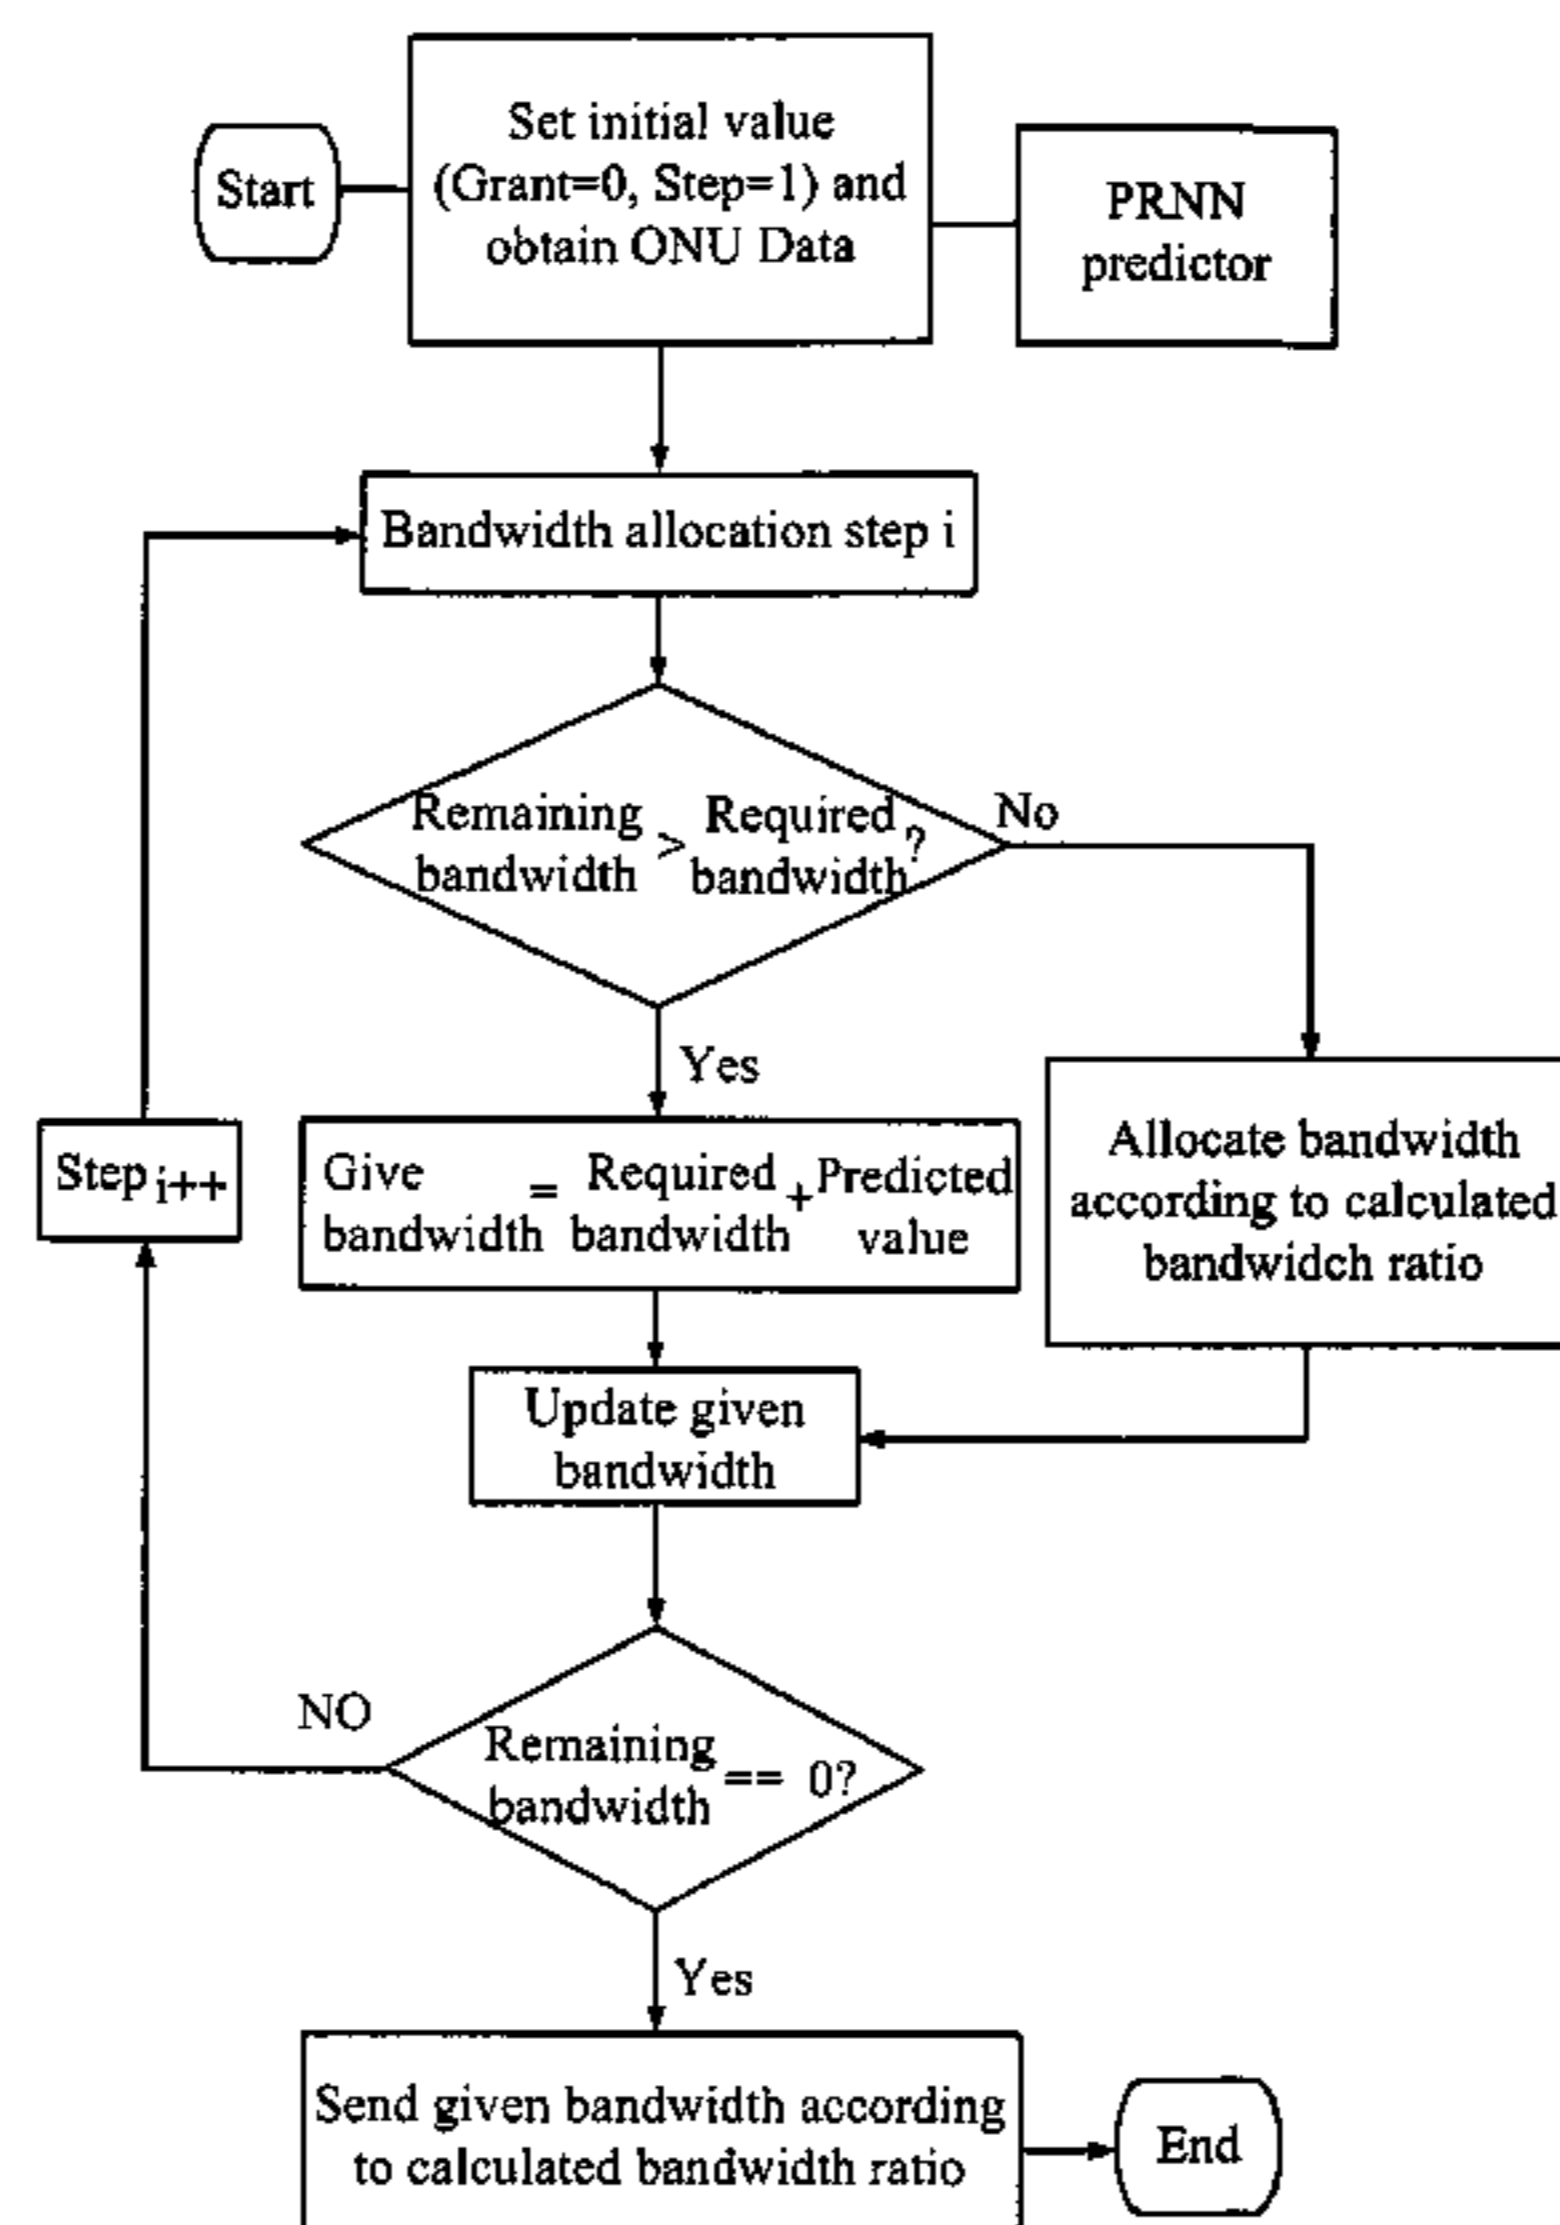 Start
Set initial value
(Grant=0, Step=1) and
obtain ONU Data
PRNN
predictor
Bandwidth allocation step i
Remaining
bandwidth
>
Required
bandwidth
?
No
Yes
Step i++
Give
bandwidth
=
Required
bandwidth
+
Predicted
value
Allocate bandwidth
according to calculated
bandwidch ratio
Update given
bandwidth
NO
Remaining
bandwidth
== 0?
Yes
Send given bandwidth according
to calculated bandwidth ratio
End